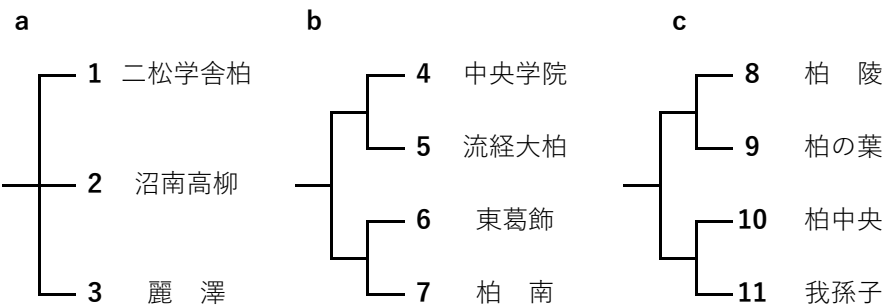 a
1 二松学舎柏
2 沼南高柳
3 麗　澤
b
4 中央学院
5 流経大柏
6 東葛飾
7 柏　南
c
8 柏　陵
9 柏の葉
10 柏中央
11 我孫子